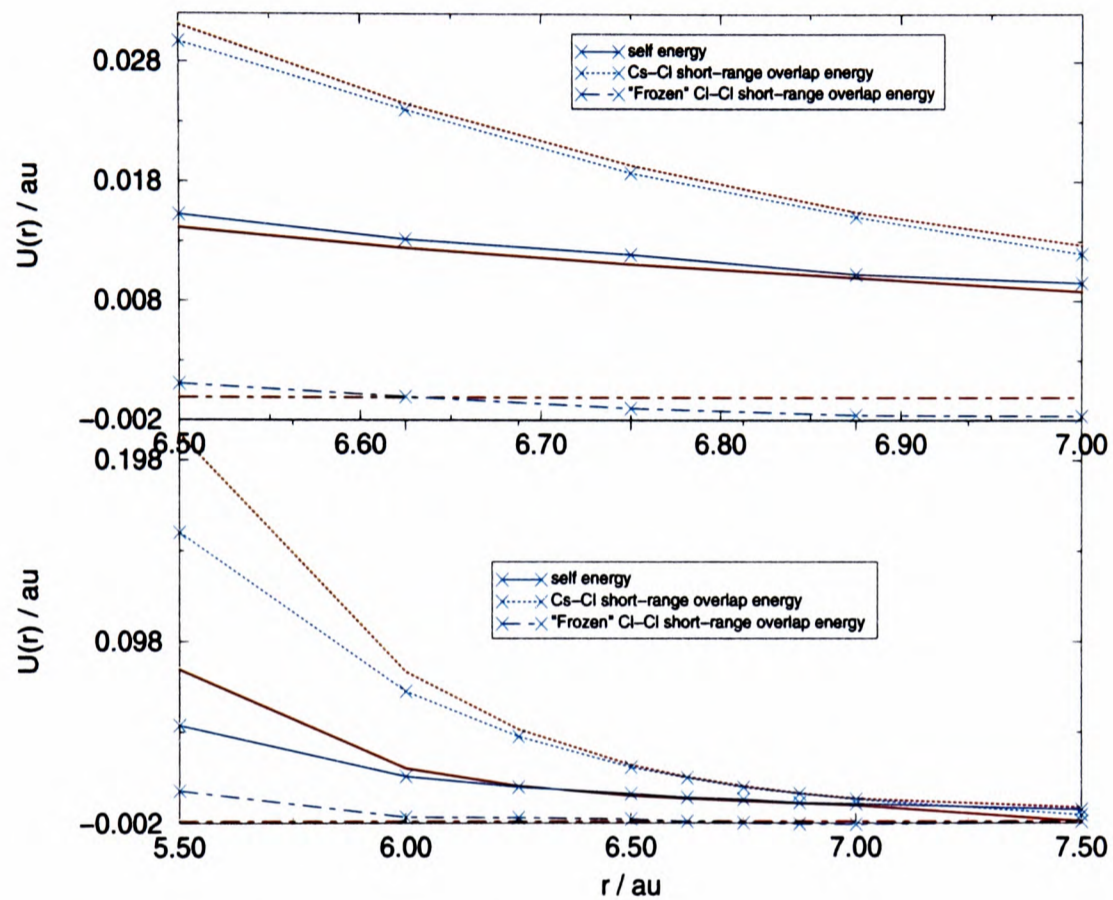 0.028
self energy
Cs–Cl short–range overlap energy
"Frozen" Cl–Cl short–range overlap energy
0.018
U(r) / au
0.008
−0.002
6.50 6.60 6.70 6.80 6.90 7.00
0.198
self energy
Cs–Cl short–range overlap energy
"Frozen" Cl–Cl short–range overlap energy
U(r) / au
0.098
−0.002
5.50 6.00 6.50 7.00 7.50
r / au